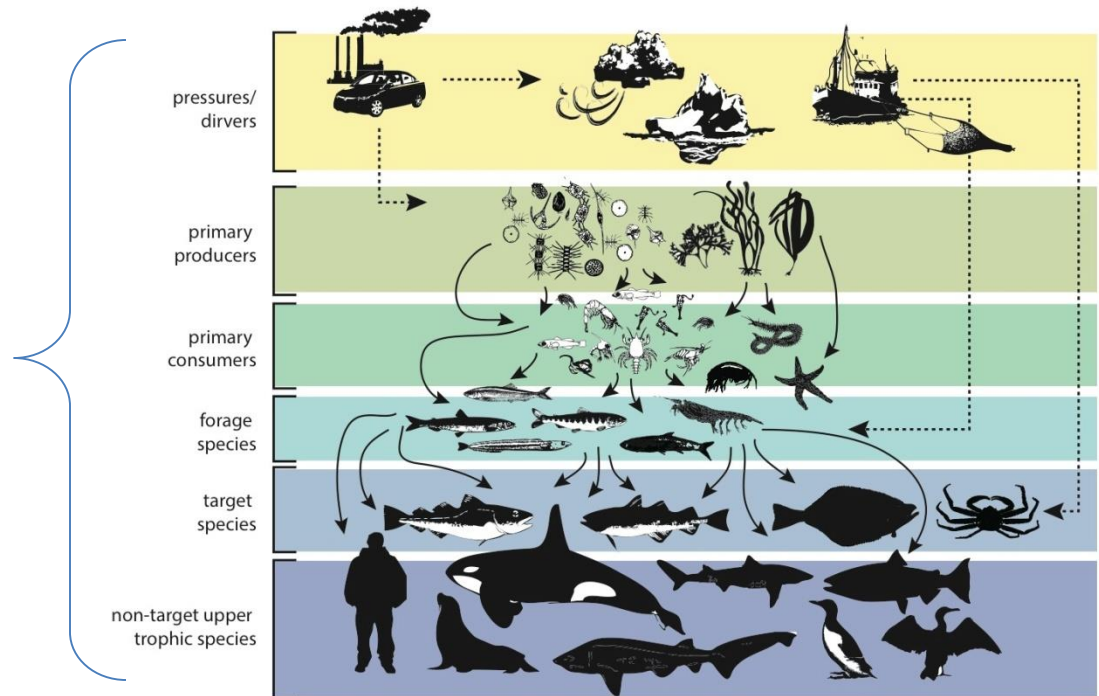 pressures/
dirvers
primary
producers
primary
consumers
forage
species
target
species
non-target upper
trophic species